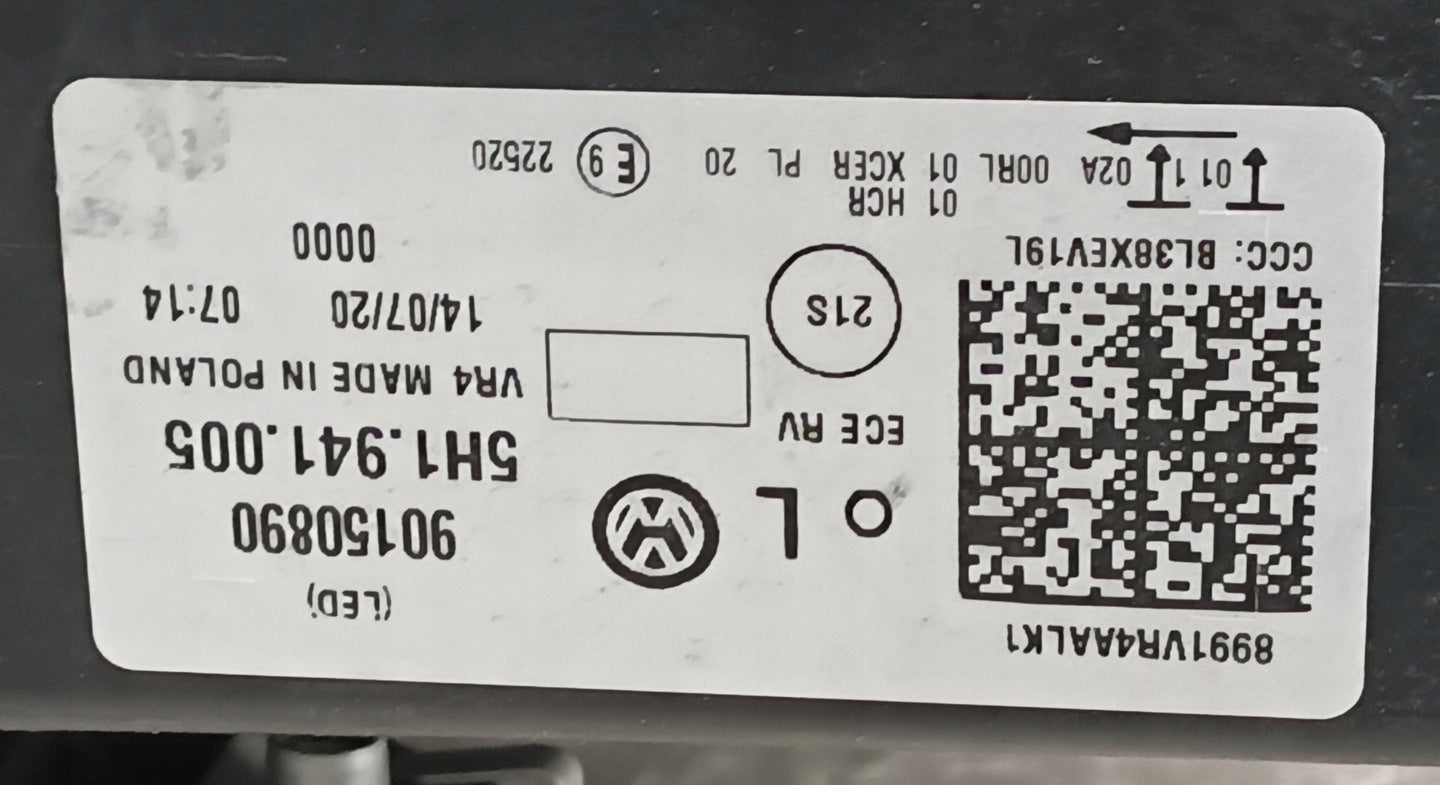 8991VR4AALK1
(LED)
O L
90150890
5H1.941.005
ECE RV
VR4 MADE IN POLAND
21S
14/07/20 07:14
0000
CCC: BL38XEV19L
01 HCR
01 1 02A 00RL 01 XCER PL 20 E9 22520